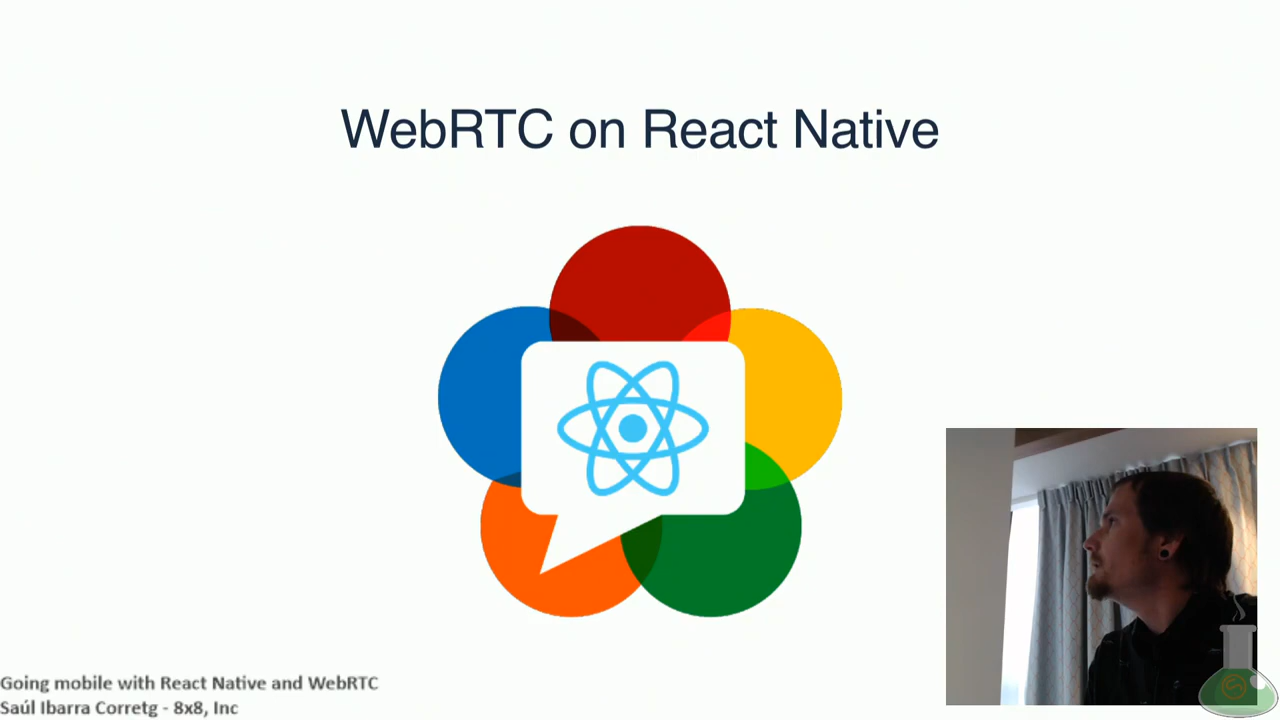 WebRTC on React Native
Going mobile with React Native and WebRTC
Saúl Ibarra Corretg - 8x8, Inc